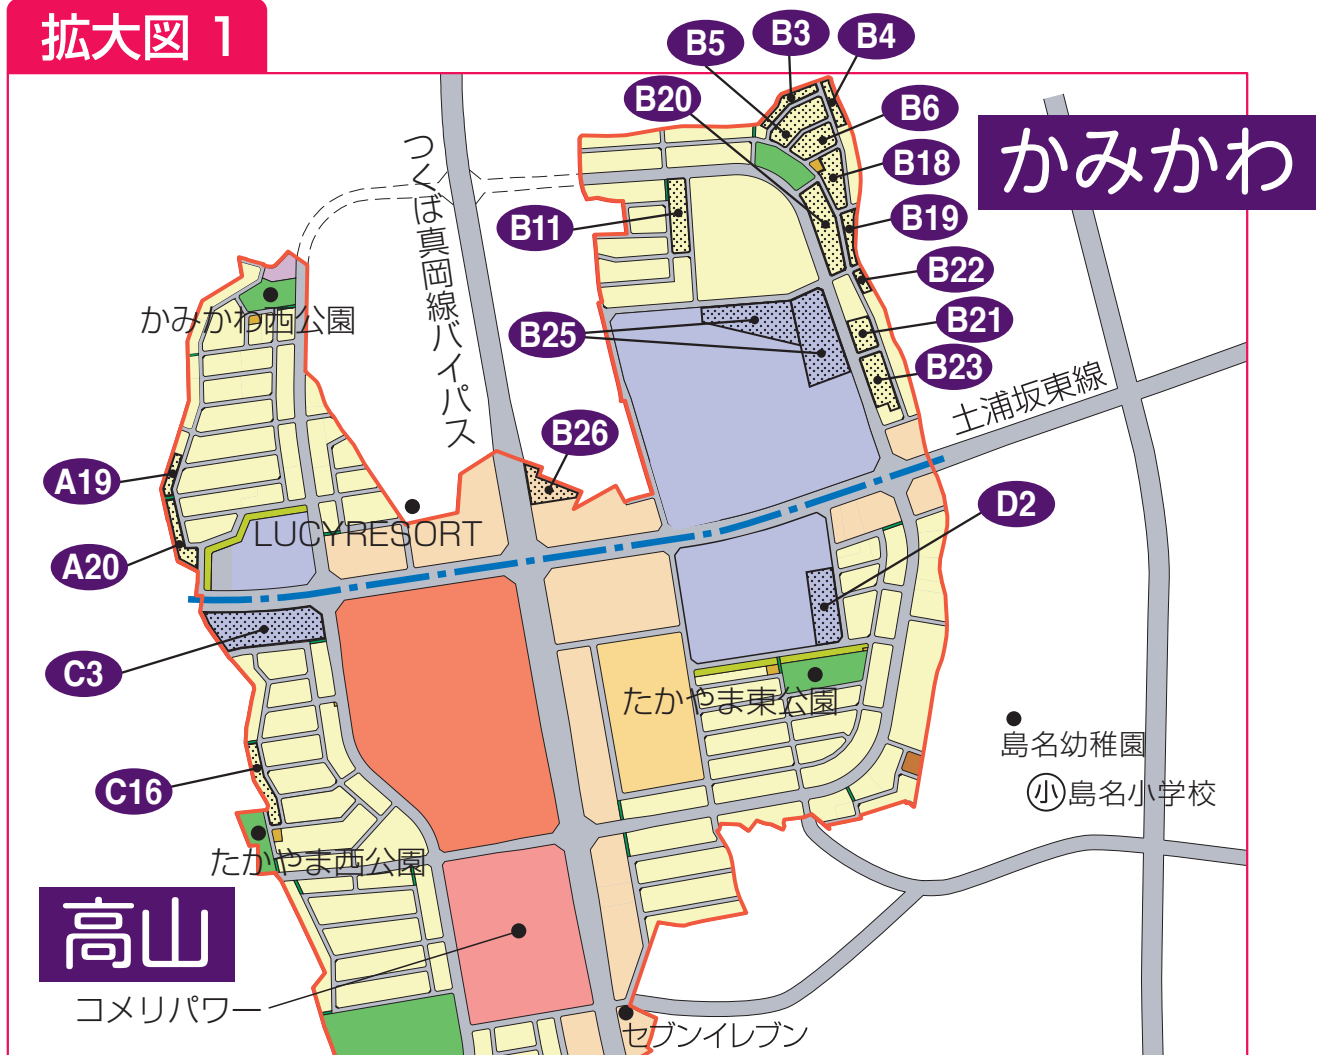 拡大図 1
B3
B4
B5
B20
B6
かみかわ
B18
B11
B19
B22
つくば真岡線バイパス
かみかわ西公園
B25
B21
B23
土浦坂東線
B26
A19
D2
LUCYRESORT
A20
C3
たかやま東公園
島名幼稚園
小島名小学校
C16
たかやま西公園
高山
コメリパワー
セブンイレブン